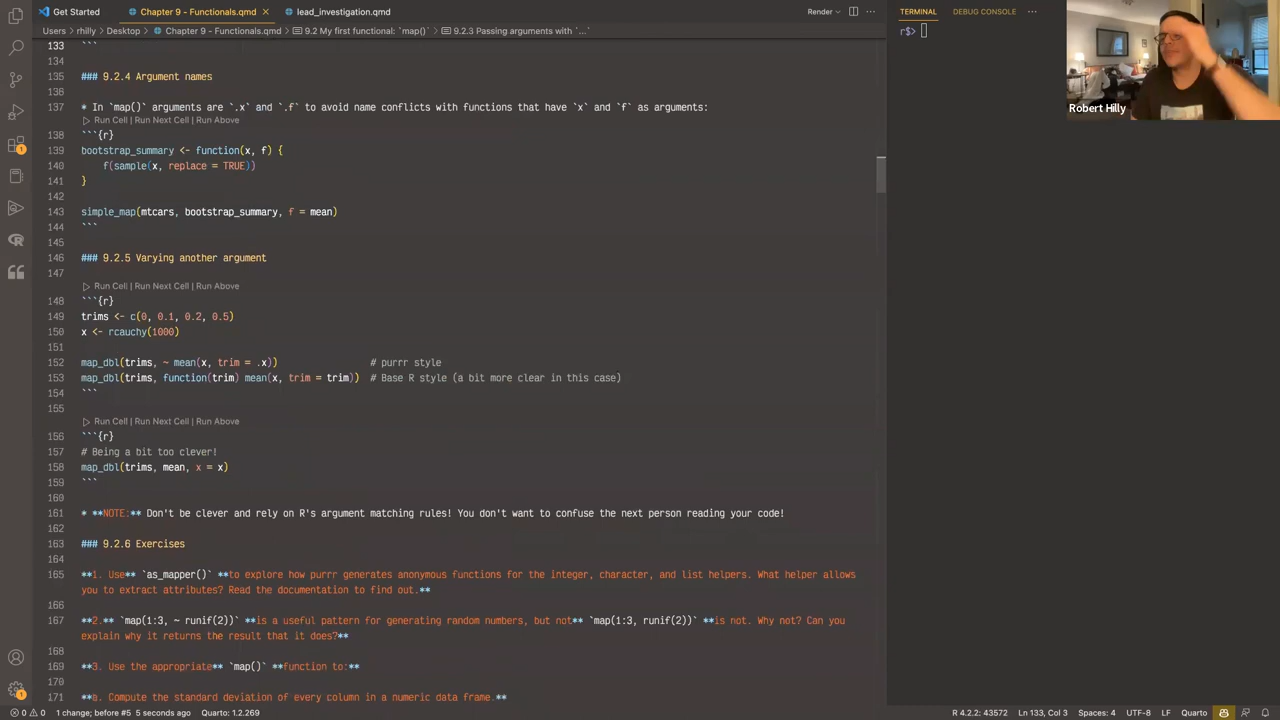 Get Started
Chapter 9 - Functionals.qmd
lead_investigation.qmd
Render
TERMINAL
DEBUG CONSOLE
Users > rhilly > Desktop > Chapter 9 - Functionals.qmd > 9.2 My first functional: `map()` > 9.2.3 Passing arguments with `...`
r$>
Robert Hilly
133 ```
134
135 ### 9.2.4 Argument names
136
137 * In `map()` arguments are `.x` and `.f` to avoid name conflicts with functions that have `x` and `f` as arguments:
Run Cell | Run Next Cell | Run Above
138 ```{r}
139 bootstrap_summary <- function(x, f) {
140 f(sample(x, replace = TRUE))
141 }
142
143 simple_map(mtcars, bootstrap_summary, f = mean)
144 ```
145
146 ### 9.2.5 Varying another argument
147
Run Cell | Run Next Cell | Run Above
148 ```{r}
149 trims <- c(0, 0.1, 0.2, 0.5)
150 x <- rcauchy(1000)
151
152 map_dbl(trims, ~ mean(x, trim = .x)) # purrr style
153 map_dbl(trims, function(trim) mean(x, trim = trim)) # Base R style (a bit more clear in this case)
154 ```
155
Run Cell | Run Next Cell | Run Above
156 ```{r}
157 # Being a bit too clever!
158 map_dbl(trims, mean, x = x)
159 ```
160
161 * **NOTE:** Don't be clever and rely on R's argument matching rules! You don't want to confuse the next person reading your code!
162
163 ### 9.2.6 Exercises
164
165 **1. Use** `as_mapper()` **to explore how purrr generates anonymous functions for the integer, character, and list helpers. What helper allows
you to extract attributes? Read the documentation to find out.**
166
167 **2.** `map(1:3, ~ runif(2))` **is a useful pattern for generating random numbers, but not** `map(1:3, runif(2))` **is not. Why not? Can you
explain why it returns the result that it does?**
168
169 **3. Use the appropriate** `map()` **function to:**
170
171 **a. Compute the standard deviation of every column in a numeric data frame.**
0 0 1 change; before #5 5 seconds ago Quarto: 1.2.269
R 4.2.2: 43572 Ln 133, Col 3 Spaces: 4 UTF-8 LF Quarto